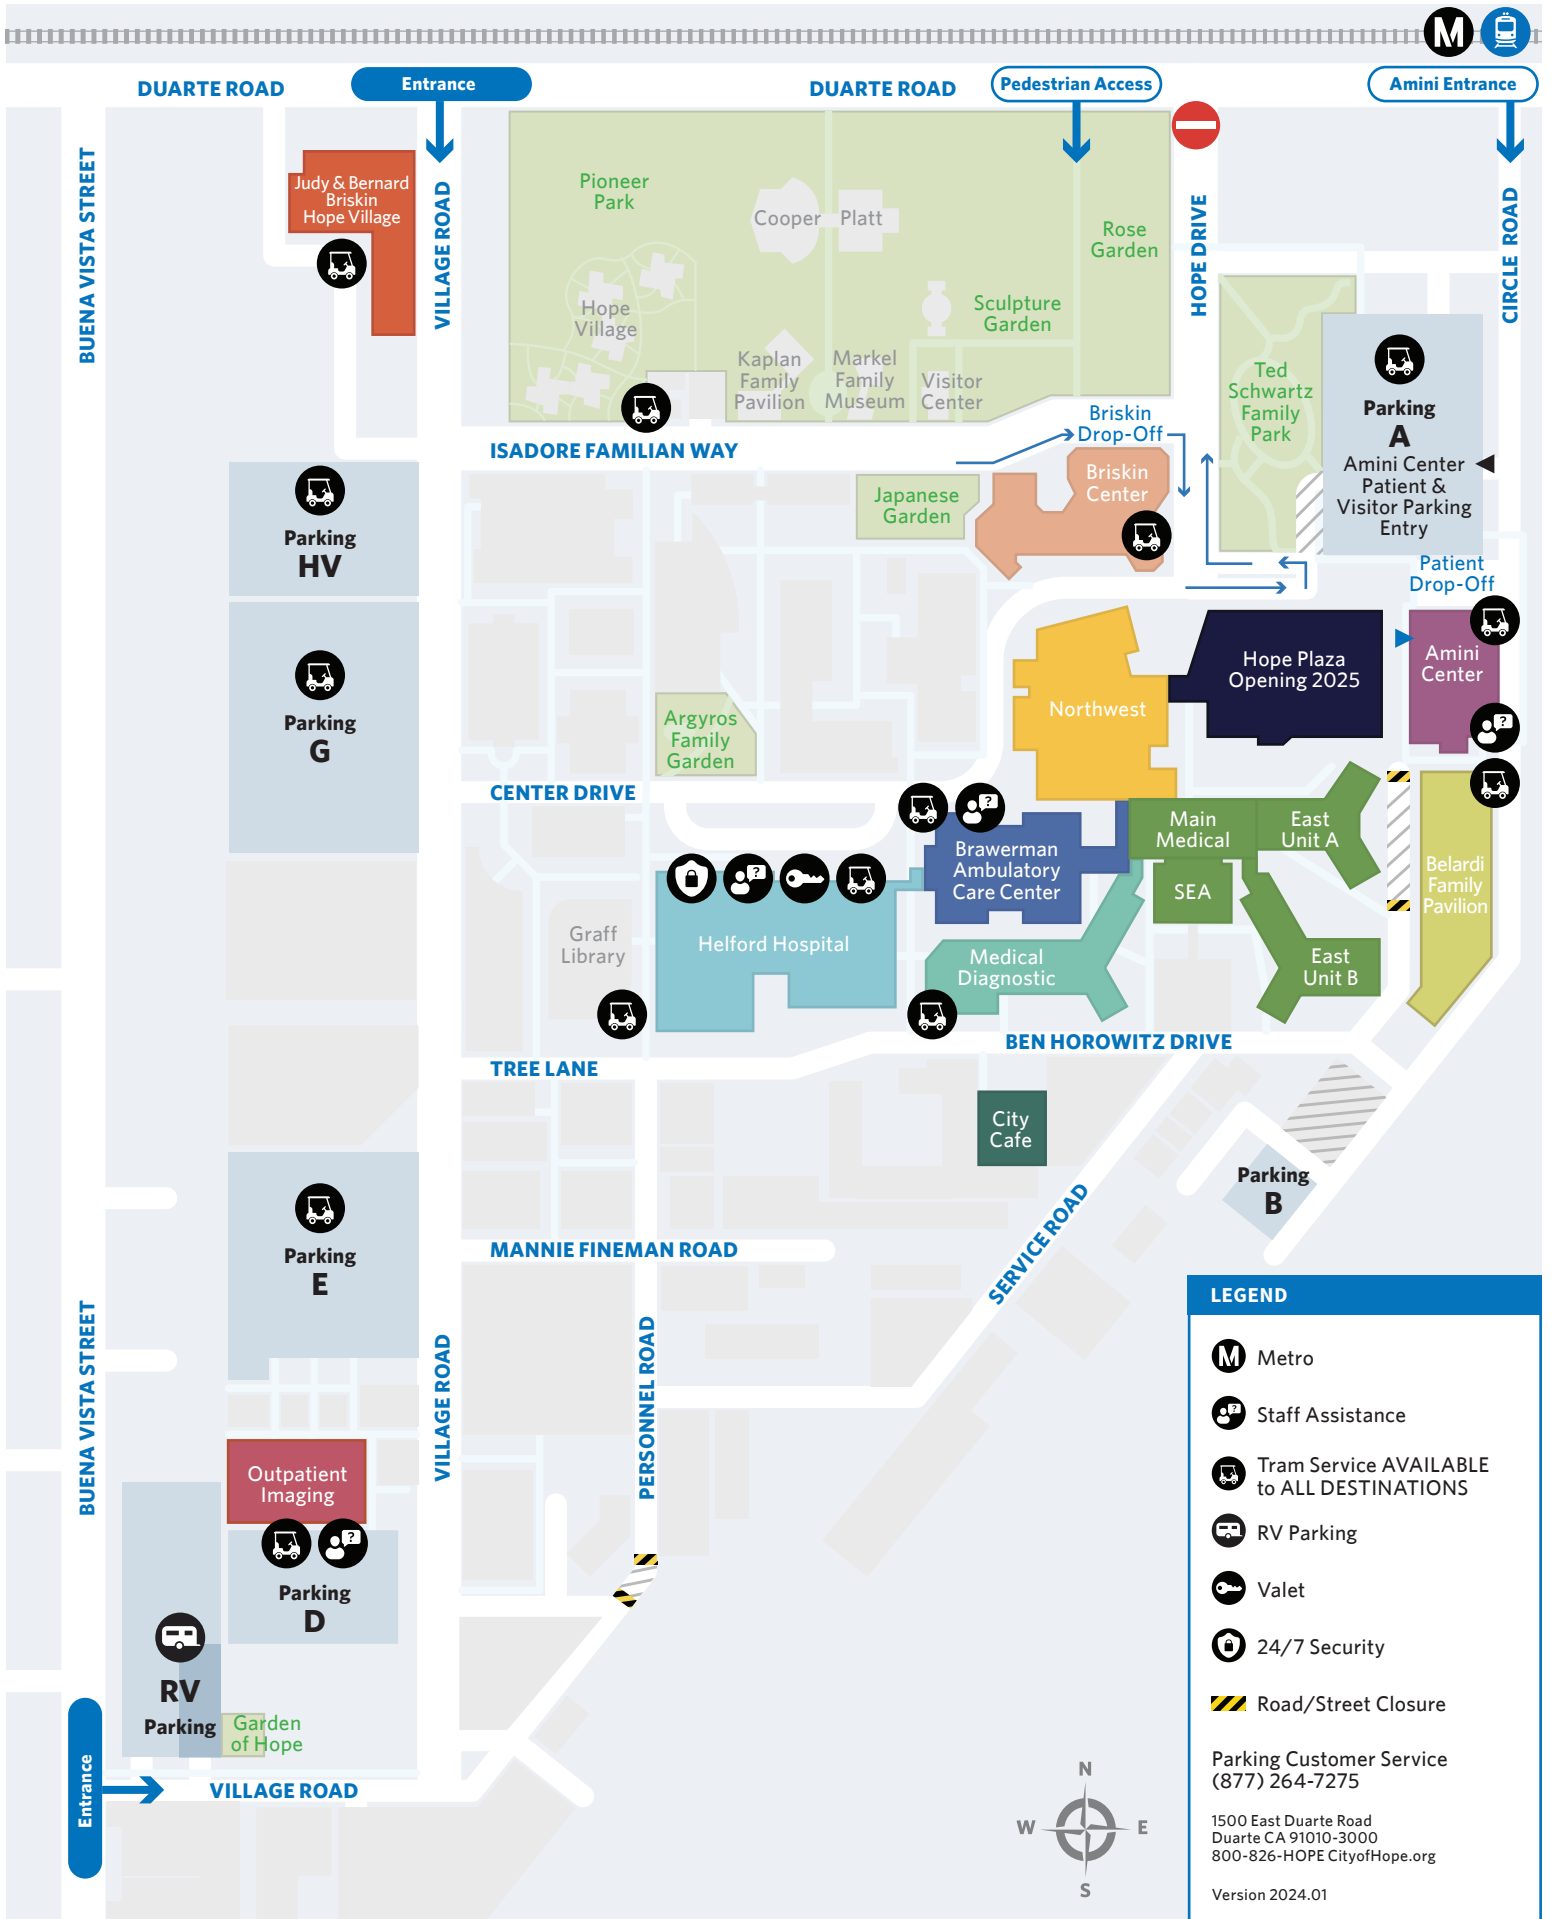 M
DUARTE ROAD
Entrance
DUARTE ROAD
Pedestrian Access
Amini Entrance
BUENA VISTA STREET
Judy & Bernard
Briskin
Hope Village
VILLAGE ROAD
Pioneer
Park
Cooper
Platt
Rose
Garden
HOPE DRIVE
CIRCLE ROAD
Hope
Village
Sculpture
Garden
Kaplan
Family
Pavilion
Markel
Family
Museum
Visitor
Center
Ted
Schwartz
Family
Park
Parking
A
Amini Center
Patient &
Visitor Parking
Entry
Briskin
Drop-Off
ISADORE FAMILIAN WAY
Japanese
Garden
Briskin
Center
Parking
HV
Patient
Drop-Off
Parking
G
Argyros
Family
Garden
Northwest
Hope Plaza
Opening 2025
Amini
Center
?
CENTER DRIVE
?
Brawerman
Ambulatory
Care Center
Main
Medical
East
Unit A
SEA
Belardi
Family
Pavilion
?
Graff
Library
Helford Hospital
Medical
Diagnostic
East
Unit B
BEN HOROWITZ DRIVE
TREE LANE
City
Cafe
Parking
B
Parking
E
MANNIE FINEMAN ROAD
SERVICE ROAD
BUENA VISTA STREET
VILLAGE ROAD
PERSONNEL ROAD
Outpatient
Imaging
?
Parking
D
RV
Parking
Garden
of Hope
Entrance
VILLAGE ROAD
N
W
E
S
LEGEND
M
Metro
?
Staff Assistance
Tram Service AVAILABLE
to ALL DESTINATIONS
RV Parking
Valet
24/7 Security
Road/Street Closure
Parking Customer Service
(877) 264-7275
1500 East Duarte Road
Duarte CA 91010-3000
800-826-HOPE CityofHope.org
Version 2024.01